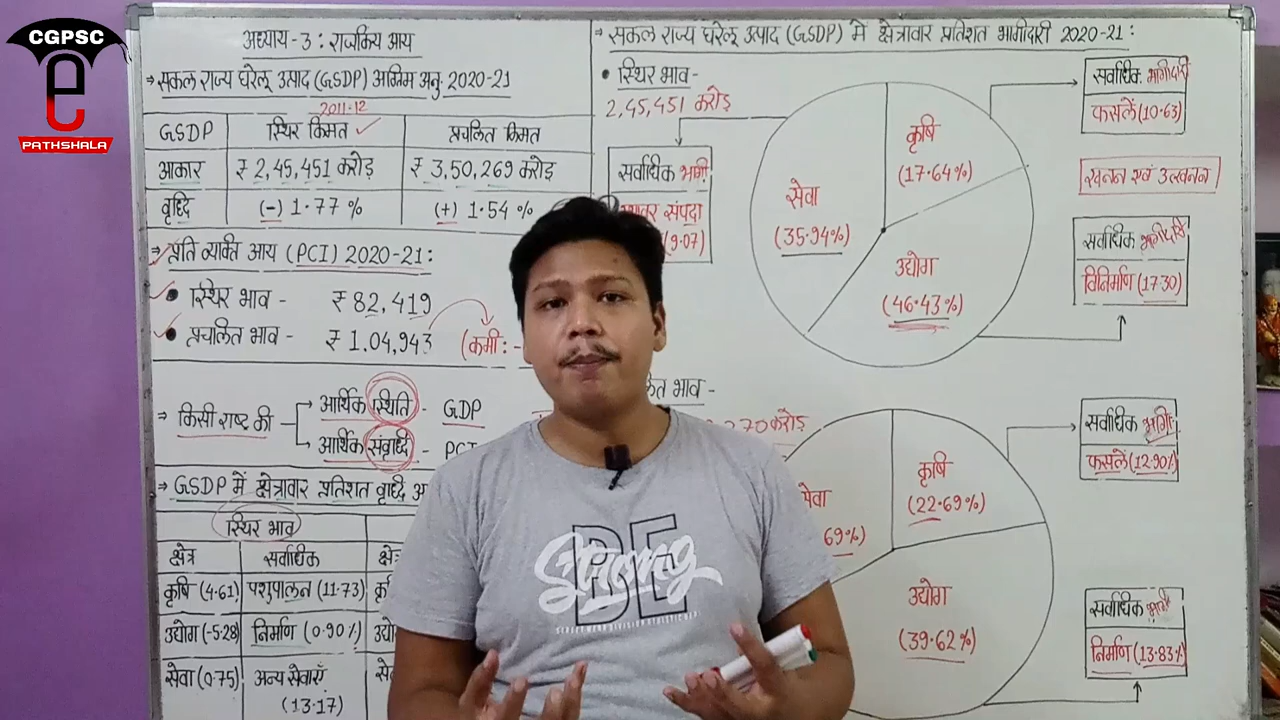 CGPSC
e
PATHSHALA
अध्याय-3 : राजकिय आय
→ सकल राज्य घरेलू उत्पाद (GSDP) अग्रिम अनु. 2020-21
2011-12
GSDP स्थिर किमत ✓ प्रचलित किमत
आकार ₹ 2,45,451 करोड़ ₹ 3,50,269 करोड़
वृध्दि (-) 1.77 % (+) 1.54 %
→ प्रति व्यक्ति आय (PCI) 2020-21 :
• स्थिर भाव - ₹ 82,419
• प्रचलित भाव - ₹ 1,04,943 (कमी : -
→ किसी राष्ट की
आर्थिक स्थिति - GDP
आर्थिक संवृध्दि -
→ GSDP में क्षेत्रावार प्रतिशत वृध्दि
स्थिर भाव
क्षेत्र सर्वाधिक
कृषि (4.61) पशुपालन (11.73)
उद्योग (-5.28) निर्माण (0.90%)
सेवा (0.75) अन्य सेवाएँ
(13.17)
→ सकल राज्य घरेलू उत्पाद (GSDP) में क्षेत्रावार प्रतिशत भागीदारी 2020-21 :
• स्थिर भाव -
2,45,451 करोड़
सर्वाधिक भागी
संपदा
(9.07)
कृषि
(17.64%)
सेवा
(35.94%)
उद्योग
(46.43%)
सर्वाधिक भागीदारी
फसलें (10.63)
खनन एवं उत्खनन
सर्वाधिक भागीदारी
विनिर्माण (17.30)
भाव -
270 करोड़
कृषि
(22.69%)
सेवा
69%)
उद्योग
(39.62%)
सर्वाधिक भागी
फसलें (12.90%)
सर्वाधिक भागी
निर्माण (13.83%)
Strong